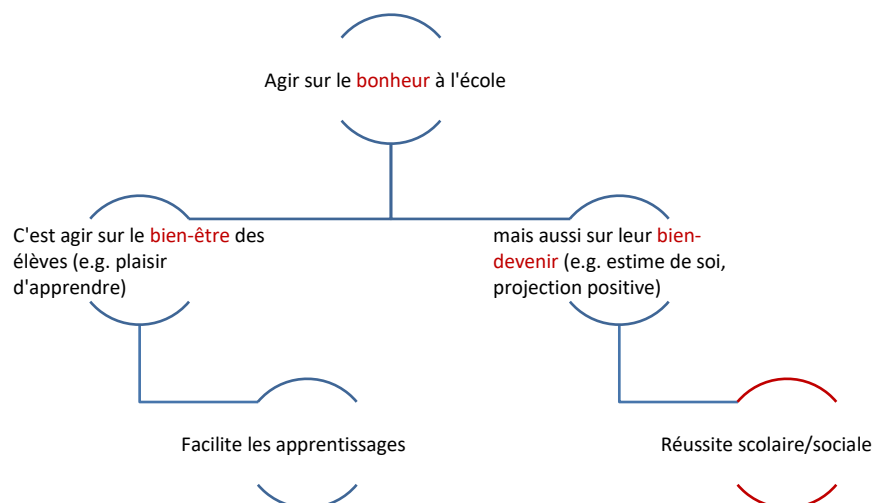 Agir sur le bonheur à l'école
C'est agir sur le bien-être des
élèves (e.g. plaisir
d'apprendre)
mais aussi sur leur bien-
devenir (e.g. estime de soi,
projection positive)
Facilite les apprentissages
Réussite scolaire/sociale